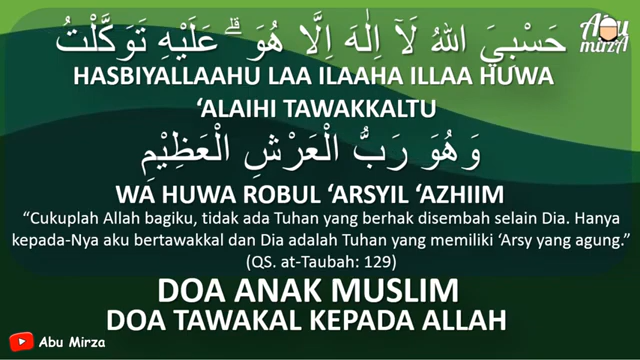 حَسْبِيَ اللّٰهُ لَآ اِلٰهَ اِلَّا هُوَ ۗ عَلَيْهِ تَوَكَّلْتُ
Abu
mirzA
HASBIYALLAAHU LAA ILAAHA ILLAA HUWA
‘ALAIHI TAWAKKALTU
وَهُوَ رَبُّ الْعَرْشِ الْعَظِيْمِ
WA HUWA ROBUL ‘ARSYIL ‘AZHIIM
“Cukuplah Allah bagiku, tidak ada Tuhan yang berhak disembah selain Dia. Hanya
kepada-Nya aku bertawakkal dan Dia adalah Tuhan yang memiliki ‘Arsy yang agung.”
(QS. at-Taubah: 129)
DOA ANAK MUSLIM
DOA TAWAKAL KEPADA ALLAH
Abu Mirza